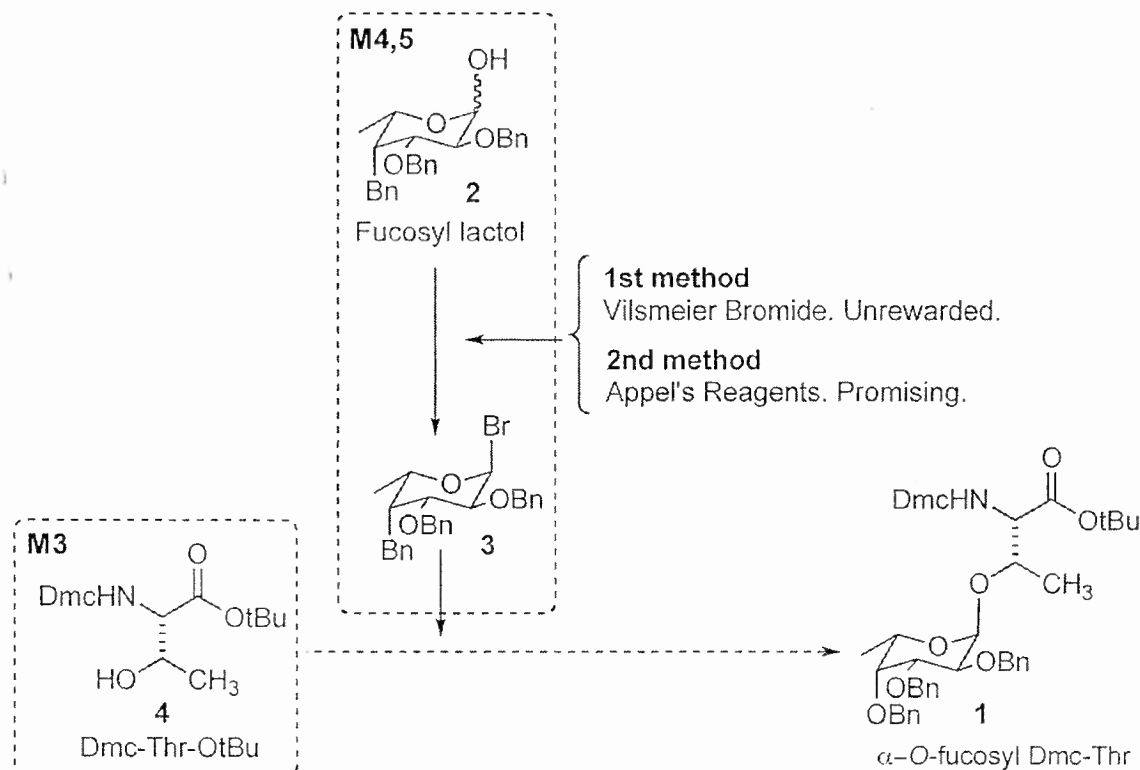 M4,5
OH
O
OBn
OBn
Bn
2
Fucosyl lactol
1st method
Vilsmeier Bromide. Unrewarded.
2nd method
Appel's Reagents. Promising.
Br
O
OBn
OBn
Bn
3
M3
O
DmcHN
OtBu
HO
CH3
4
Dmc-Thr-OtBu
O
DmcHN
OtBu
O
CH3
O
OBn
OBn
OBn
1
α–O-fucosyl Dmc-Thr